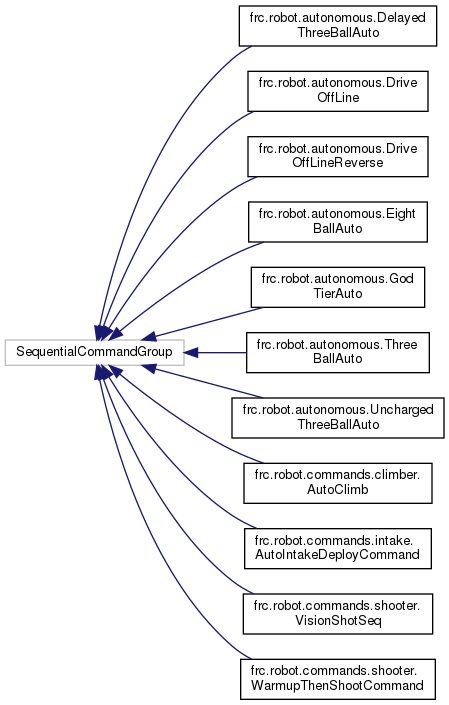 frc.robot.autonomous.Delayed
ThreeBallAuto
frc.robot.autonomous.Drive
OffLine
frc.robot.autonomous.Drive
OffLineReverse
frc.robot.autonomous.Eight
BallAuto
frc.robot.autonomous.God
TierAuto
SequentialCommandGroup
frc.robot.autonomous.Three
BallAuto
frc.robot.autonomous.Uncharged
ThreeBallAuto
frc.robot.commands.climber.
AutoClimb
frc.robot.commands.intake.
AutoIntakeDeployCommand
frc.robot.commands.shooter.
VisionShotSeq
frc.robot.commands.shooter.
WarmupThenShootCommand